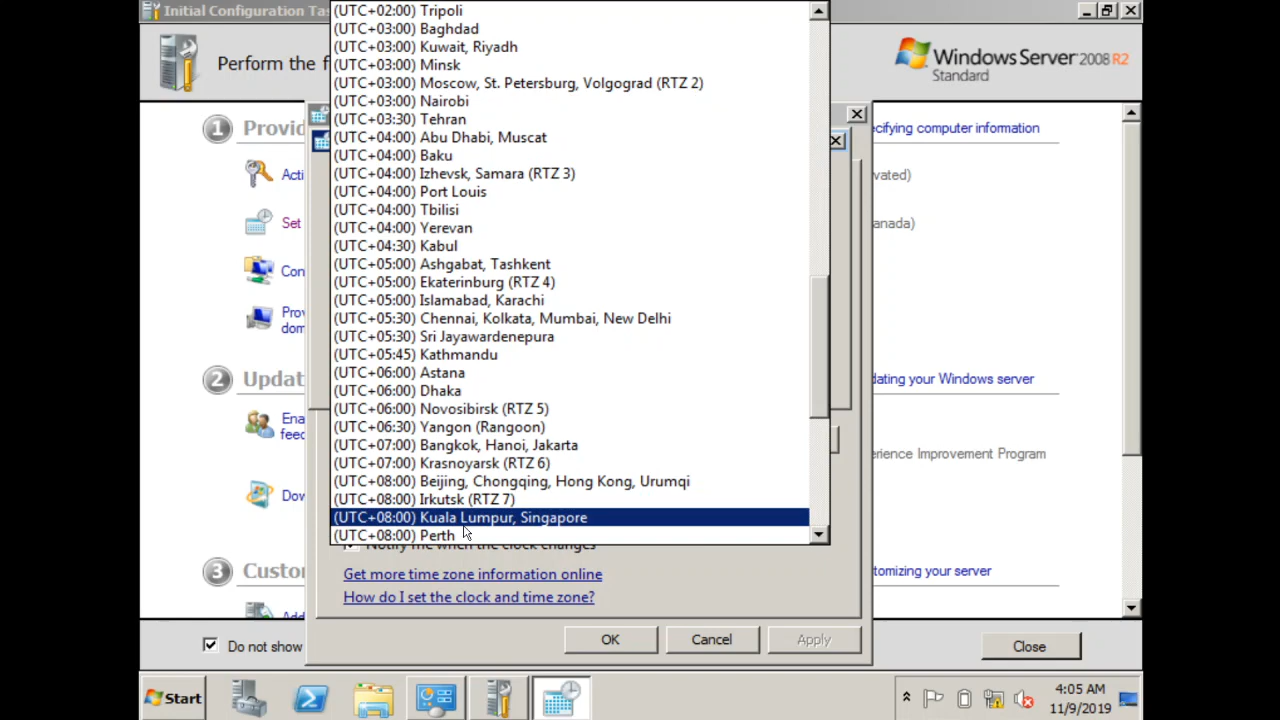 Initial Configuration Tas
Perform the f
Windows Server 2008 R2
Standard
1 Provid
ecifying computer information
Acti
vated)
Set
anada)
Con
Prov
dom
2 Updat
dating your Windows server
Ena
feed
erience Improvement Program
Dow
3 Custo
tomizing your server
Add
(UTC+02:00) Tripoli
(UTC+03:00) Baghdad
(UTC+03:00) Kuwait, Riyadh
(UTC+03:00) Minsk
(UTC+03:00) Moscow, St. Petersburg, Volgograd (RTZ 2)
(UTC+03:00) Nairobi
(UTC+03:30) Tehran
(UTC+04:00) Abu Dhabi, Muscat
(UTC+04:00) Baku
(UTC+04:00) Izhevsk, Samara (RTZ 3)
(UTC+04:00) Port Louis
(UTC+04:00) Tbilisi
(UTC+04:00) Yerevan
(UTC+04:30) Kabul
(UTC+05:00) Ashgabat, Tashkent
(UTC+05:00) Ekaterinburg (RTZ 4)
(UTC+05:00) Islamabad, Karachi
(UTC+05:30) Chennai, Kolkata, Mumbai, New Delhi
(UTC+05:30) Sri Jayawardenepura
(UTC+05:45) Kathmandu
(UTC+06:00) Astana
(UTC+06:00) Dhaka
(UTC+06:00) Novosibirsk (RTZ 5)
(UTC+06:30) Yangon (Rangoon)
(UTC+07:00) Bangkok, Hanoi, Jakarta
(UTC+07:00) Krasnoyarsk (RTZ 6)
(UTC+08:00) Beijing, Chongqing, Hong Kong, Urumqi
(UTC+08:00) Irkutsk (RTZ 7)
(UTC+08:00) Kuala Lumpur, Singapore
(UTC+08:00) Perth
Notify me when the clock changes
Get more time zone information online
How do I set the clock and time zone?
OK Cancel Apply
Do not show
Close
Start
4:05 AM
11/9/2019